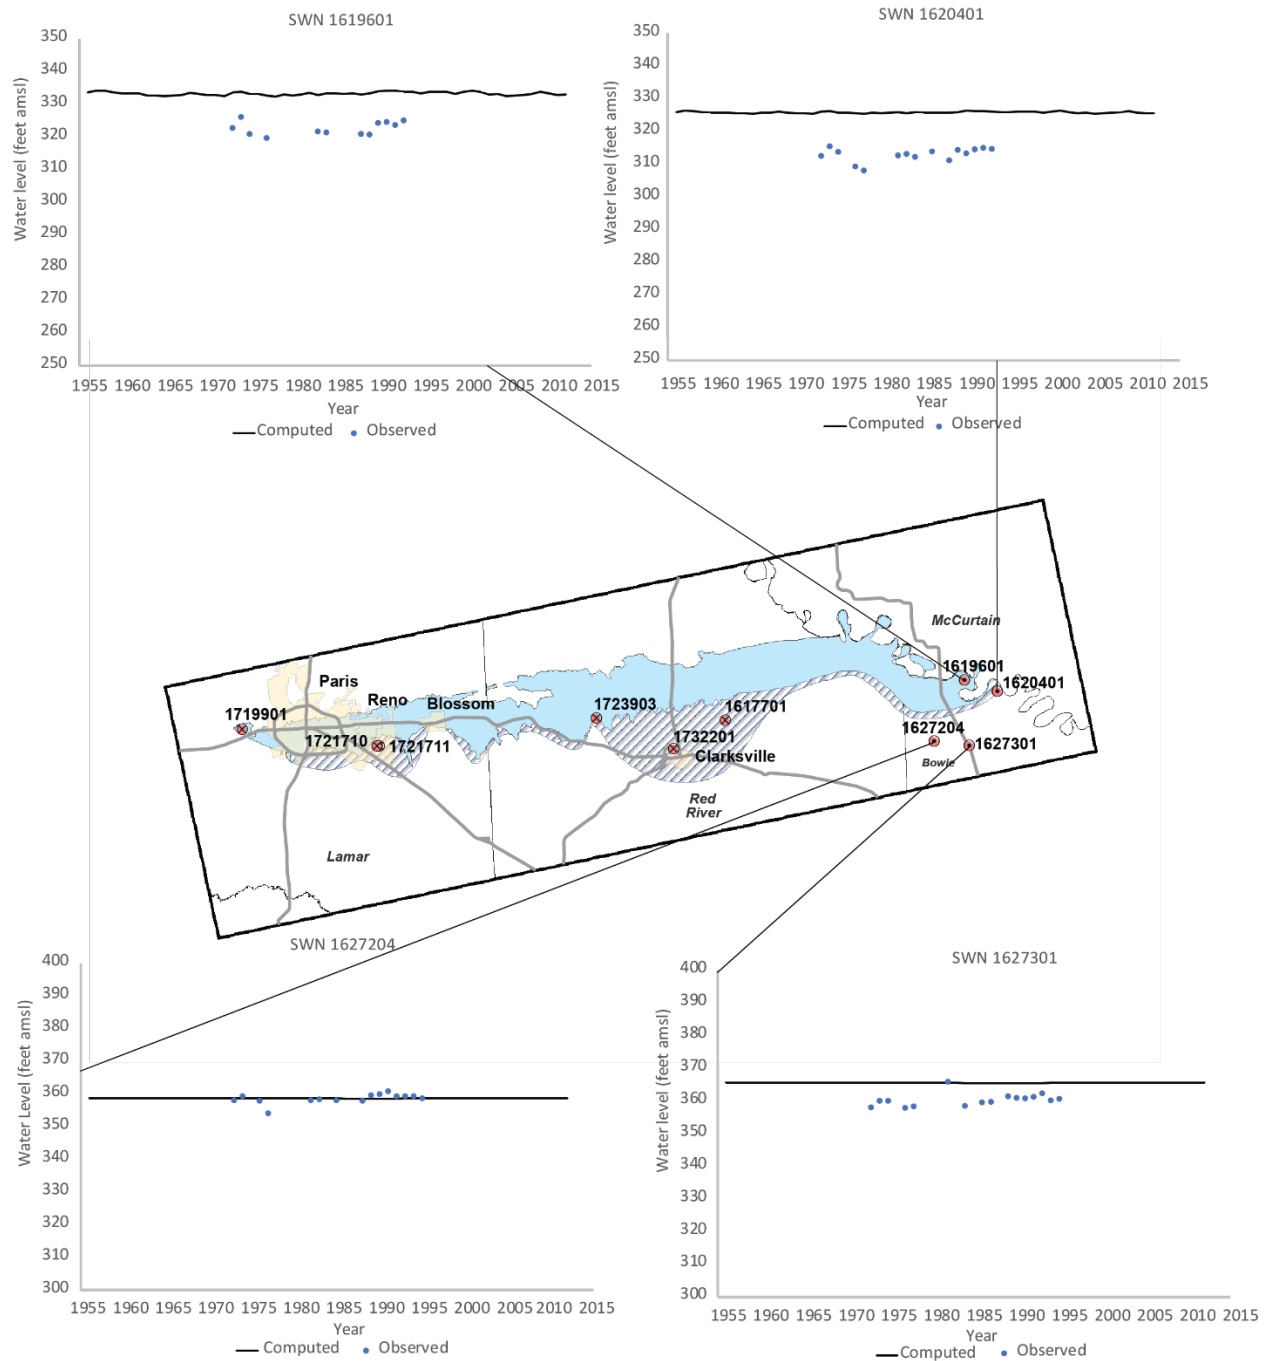 SWN 1619601
350
340
330
320
310
300
290
280
270
260
250
Water level (feet amsl)
1955 1960 1965 1970 1975 1980 1985 1990 1995 2000 2005 2010 2015
Year
Computed Observed
SWN 1620401
350
340
330
320
310
300
290
280
270
260
250
Water level (feet amsl)
1955 1960 1965 1970 1975 1980 1985 1990 1995 2000 2005 2010 2015
Year
Computed Observed
McCurtain
1619601
1620401
Paris
Reno
Blossom
1719901
1723903
1617701
1627204
1721710
1721711
1732201
1627301
Clarksville
Bowie
Red
River
Lamar
SWN 1627204
400
390
380
370
360
350
340
330
320
310
300
Water Level (feet amsl)
1955 1960 1965 1970 1975 1980 1985 1990 1995 2000 2005 2010 2015
Year
Computed Observed
SWN 1627301
400
390
380
370
360
350
340
330
320
310
300
Water level (feet amsl)
1955 1960 1965 1970 1975 1980 1985 1990 1995 2000 2005 2010 2015
Year
Computed Observed